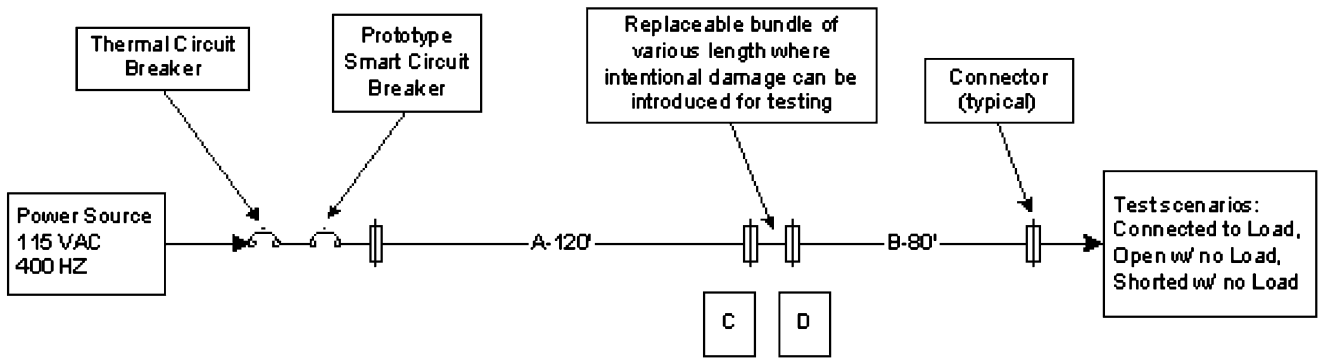 Thermal Circuit
Breaker
Prototype
Smart Circuit
Breaker
Replaceable bundle of
various length where
intentional damage can be
introduced for testing
Connector
(typical)
Power Source
115 VAC
400 HZ
A-120'
B-80'
Test scenarios:
Connected to Load,
Open w/ no Load,
Shorted w/ no Load
C
D